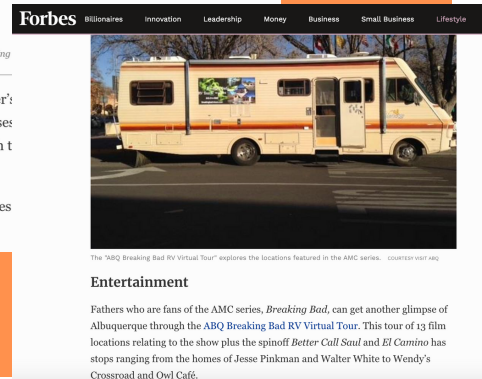 Forbes Billionaires Innovation Leadership Money Business Small Business Lifestyle
ng
r's
ses
n t
es
The "ABQ Breaking Bad RV Virtual Tour" explores the locations featured in the AMC series. COURTESY VISIT ABQ
Entertainment
Fathers who are fans of the AMC series, Breaking Bad, can get another glimpse of
Albuquerque through the ABQ Breaking Bad RV Virtual Tour. This tour of 13 film
locations relating to the show plus the spinoff Better Call Saul and El Camino has
stops ranging from the homes of Jesse Pinkman and Walter White to Wendy's
Crossroad and Owl Café.